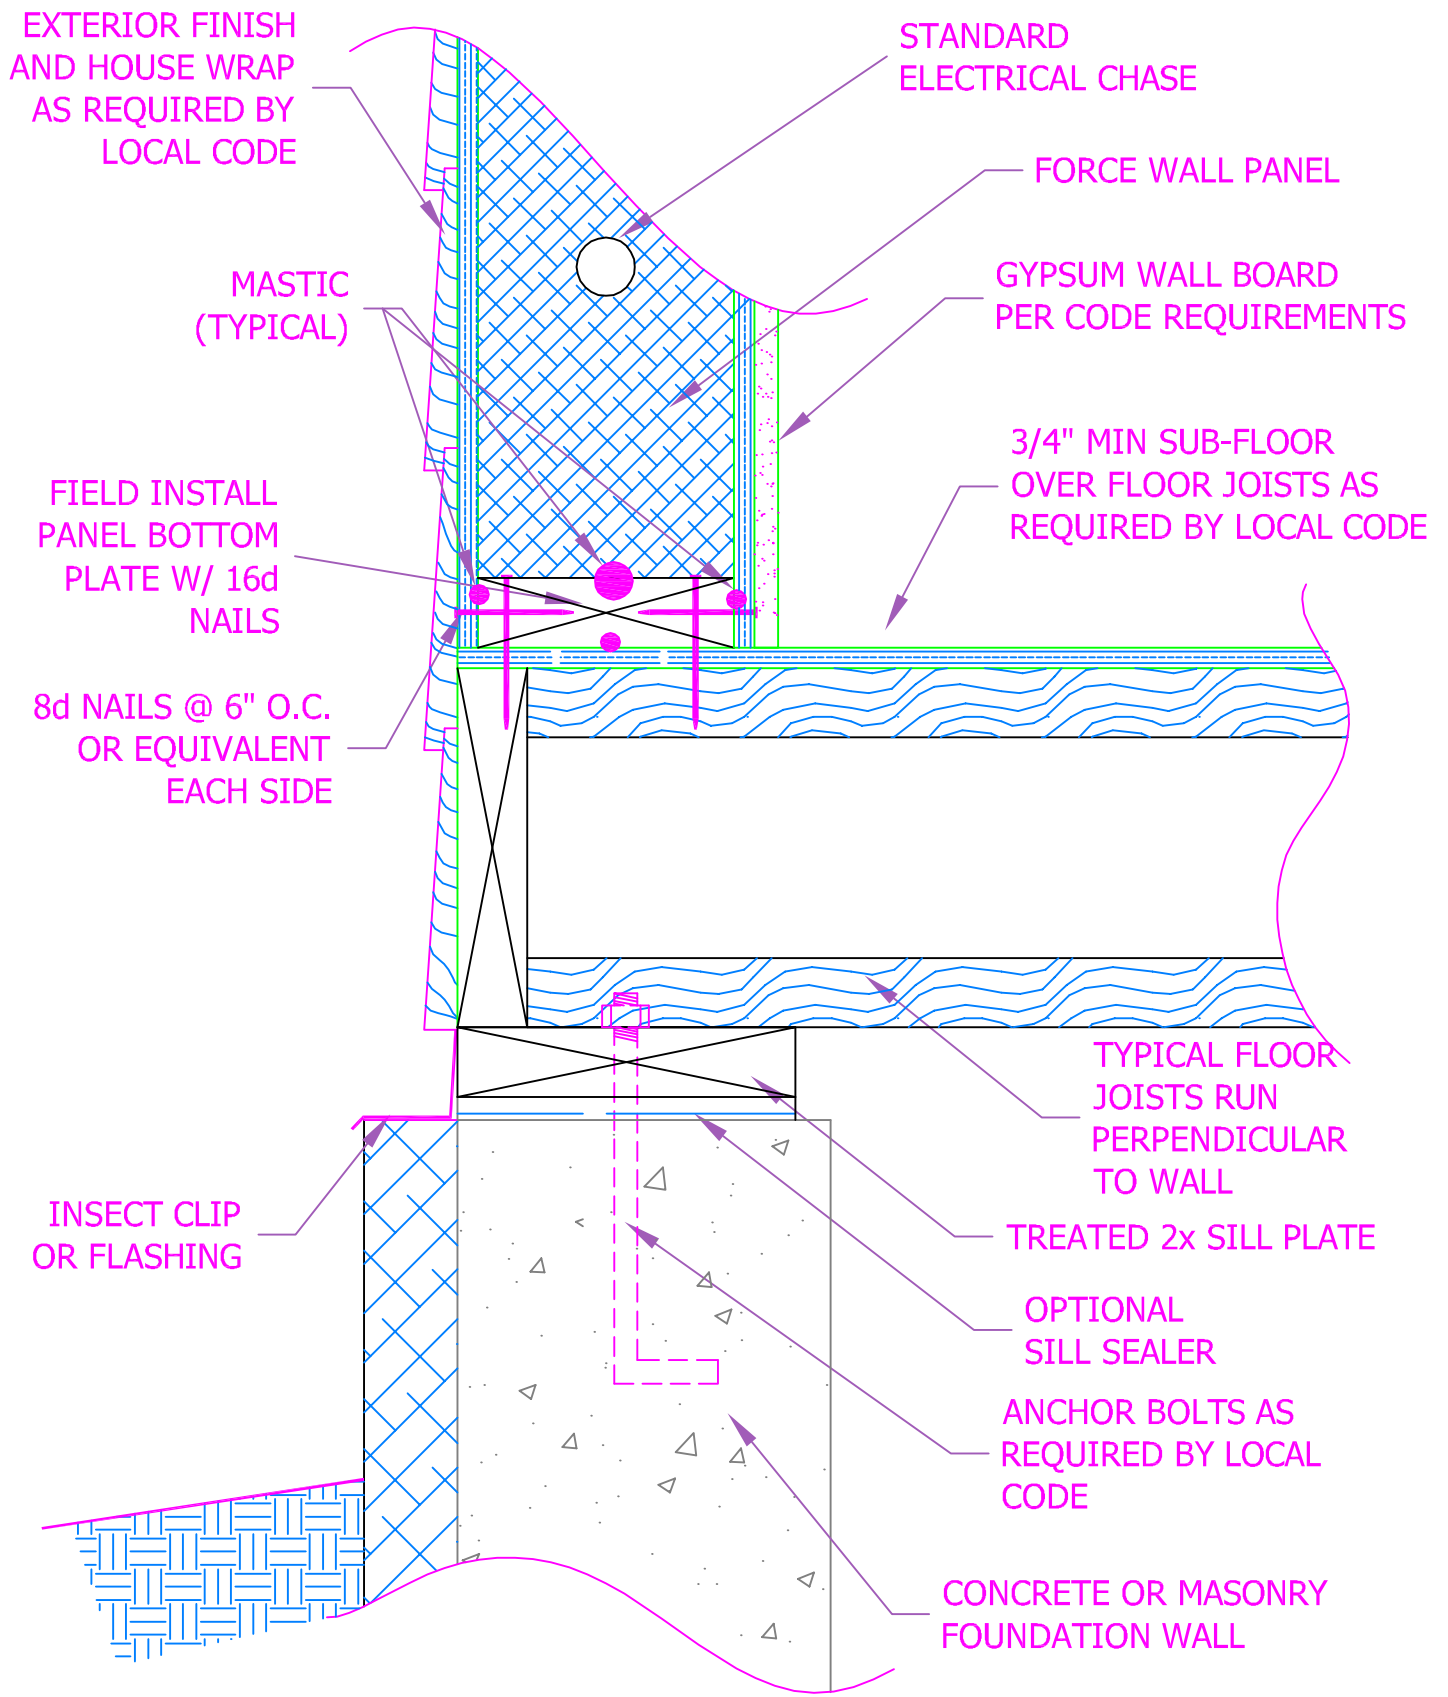 EXTERIOR FINISH
AND HOUSE WRAP
AS REQUIRED BY
LOCAL CODE
STANDARD
ELECTRICAL CHASE
FORCE WALL PANEL
MASTIC
(TYPICAL)
GYPSUM WALL BOARD
PER CODE REQUIREMENTS
3/4" MIN SUB-FLOOR
OVER FLOOR JOISTS AS
REQUIRED BY LOCAL CODE
FIELD INSTALL
PANEL BOTTOM
PLATE W/ 16d
NAILS
8d NAILS @ 6" O.C.
OR EQUIVALENT
EACH SIDE
TYPICAL FLOOR
JOISTS RUN
PERPENDICULAR
TO WALL
INSECT CLIP
OR FLASHING
TREATED 2x SILL PLATE
OPTIONAL
SILL SEALER
ANCHOR BOLTS AS
REQUIRED BY LOCAL
CODE
CONCRETE OR MASONRY
FOUNDATION WALL